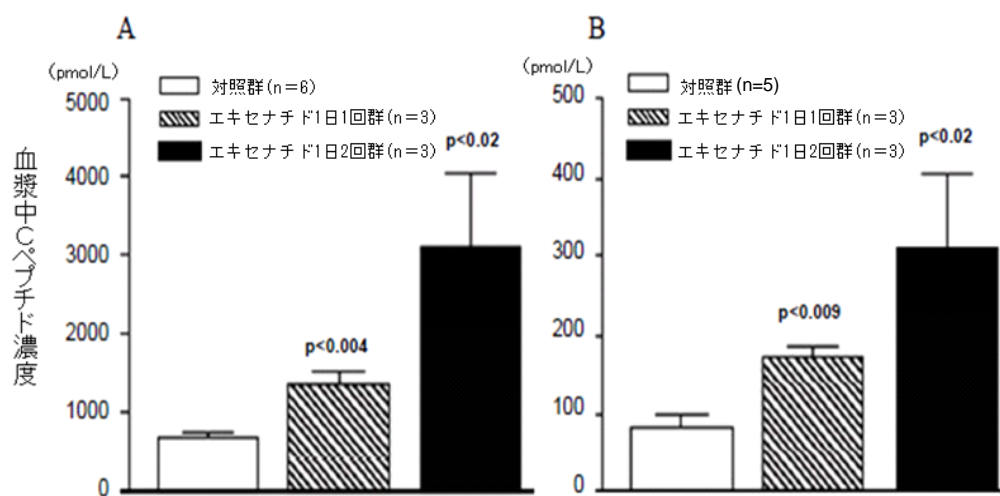 A
(pmol/L)
対照群(n=6)
エキセナチド1日1回群(n=3)
エキセナチド1日2回群(n=3)
5000
4000
3000
2000
1000
0
血漿中Cペプチド濃度
p<0.004
p<0.02
B
(pmol/L)
対照群(n=5)
エキセナチド1日1回群(n=3)
エキセナチド1日2回群(n=3)
500
400
300
200
100
0
p<0.009
p<0.02